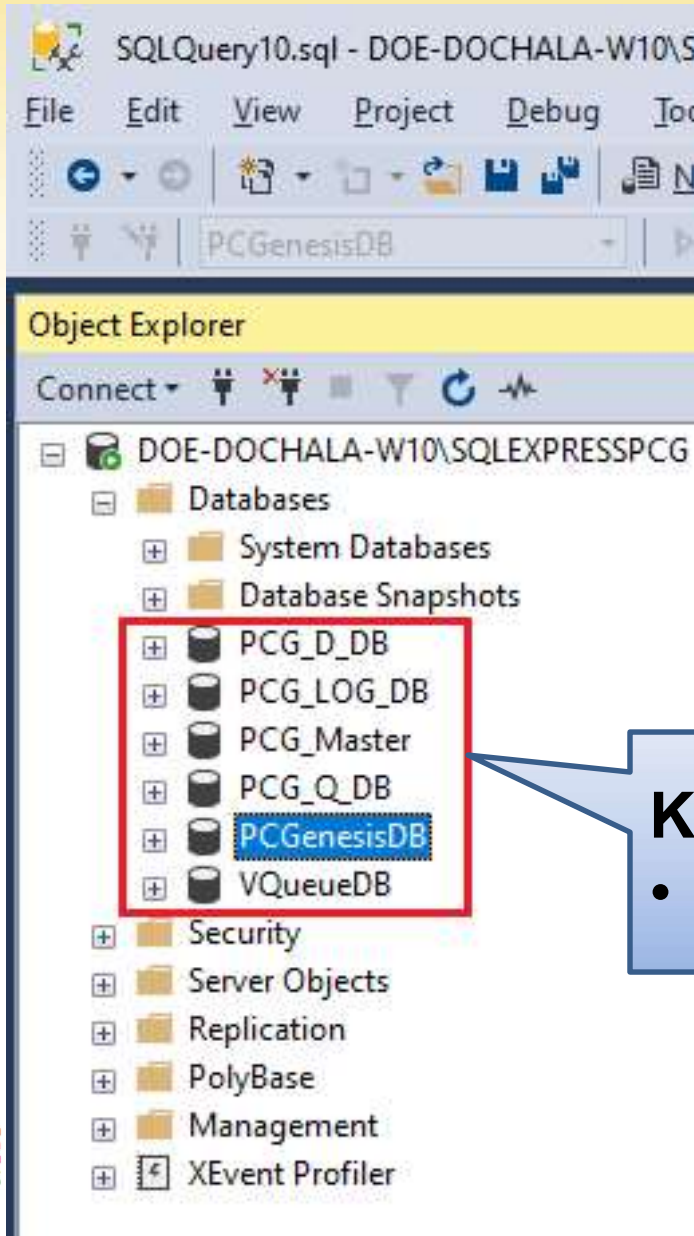 SQLQuery10.sql - DOE-DOCHALA-W10\S
File Edit View Project Debug
PCGenesisDB
Object Explorer
Connect
DOE-DOCHALA-W10\SQLEXPRESSPCG
Databases
System Databases
Database Snapshots
PCG_D_DB
PCG_LOG_DB
PCG_Master
PCG_Q_DB
PCGenesisDB
K
•
VQueueDB
Security
Server Objects
Replication
PolyBase
Management
XEvent Profiler